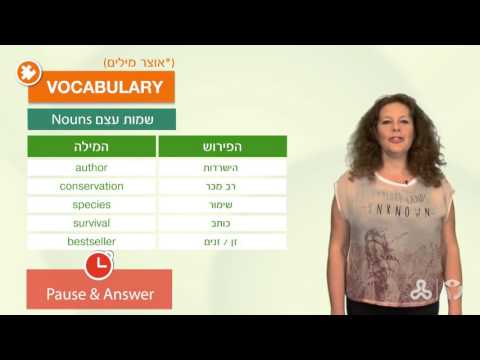 (*אוצר מילים)
VOCABULARY
שמות עצם Nouns
המילה הפירוש
author הישרדות
conservation רב מכר
species שימור
survival כותב
bestseller זן / זנים
Pause & Answer
UNKNOWN